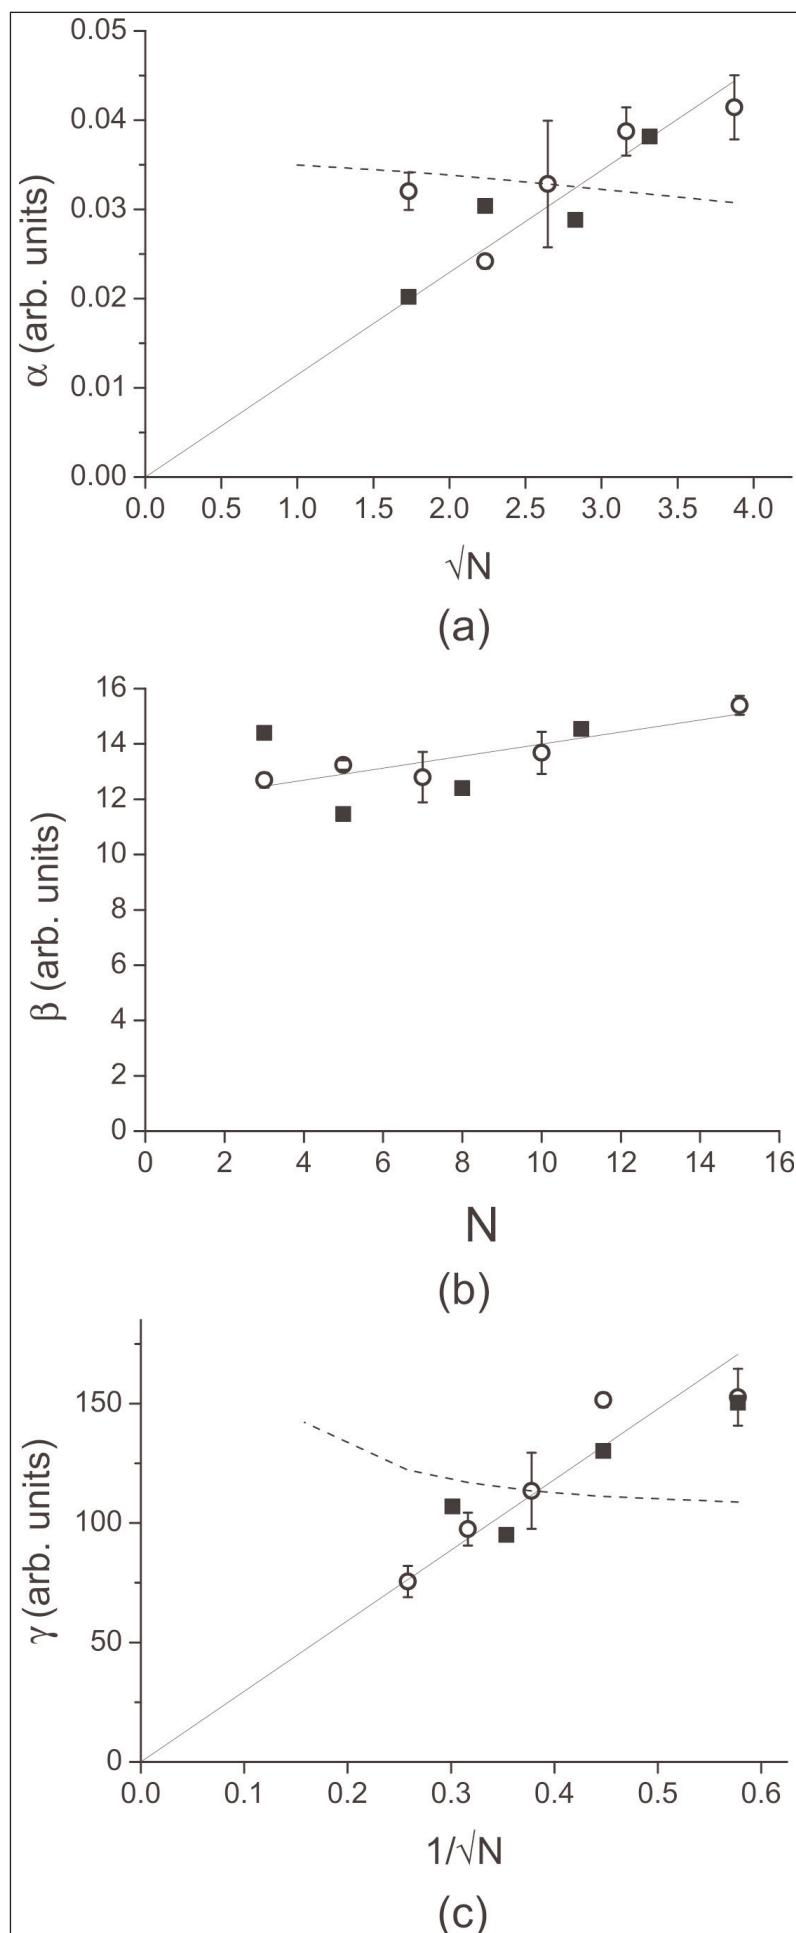 0.05
0.04
0.03
0.02
0.01
0.00
α (arb. units)
0.0 0.5 1.0 1.5 2.0 2.5 3.0 3.5 4.0
√N
(a)
16
14
12
10
8
6
4
2
0
β (arb. units)
0 2 4 6 8 10 12 14 16
N
(b)
150
100
50
0
γ (arb. units)
0.0 0.1 0.2 0.3 0.4 0.5 0.6
1/√N
(c)